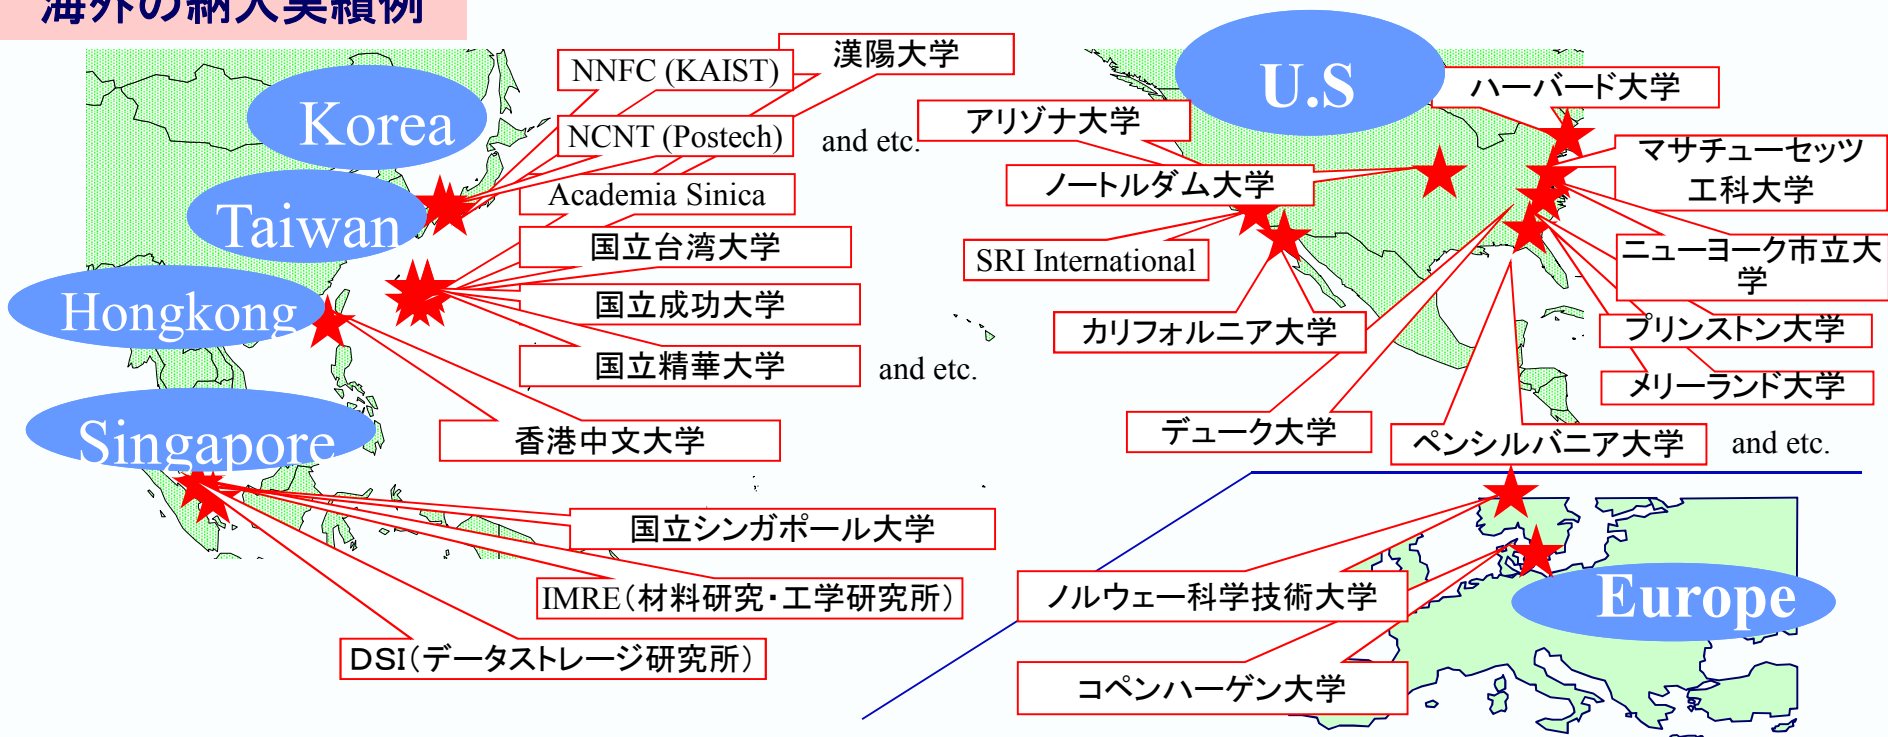 海外の納入実績例
Korea
NNFC (KAIST)
漢陽大学
NCNT (Postech)
and etc.
Taiwan
Academia Sinica
国立台湾大学
国立成功大学
国立精華大学
and etc.
Hongkong
香港中文大学
Singapore
国立シンガポール大学
IMRE（材料研究・工学研究所）
DSI（データストレージ研究所）
U.S
ハーバード大学
アリゾナ大学
マサチューセッツ
工科大学
ノートルダム大学
SRI International
ニューヨーク市立大
学
カリフォルニア大学
プリンストン大学
メリーランド大学
デューク大学
ペンシルバニア大学
and etc.
Europe
ノルウェー科学技術大学
コペンハーゲン大学